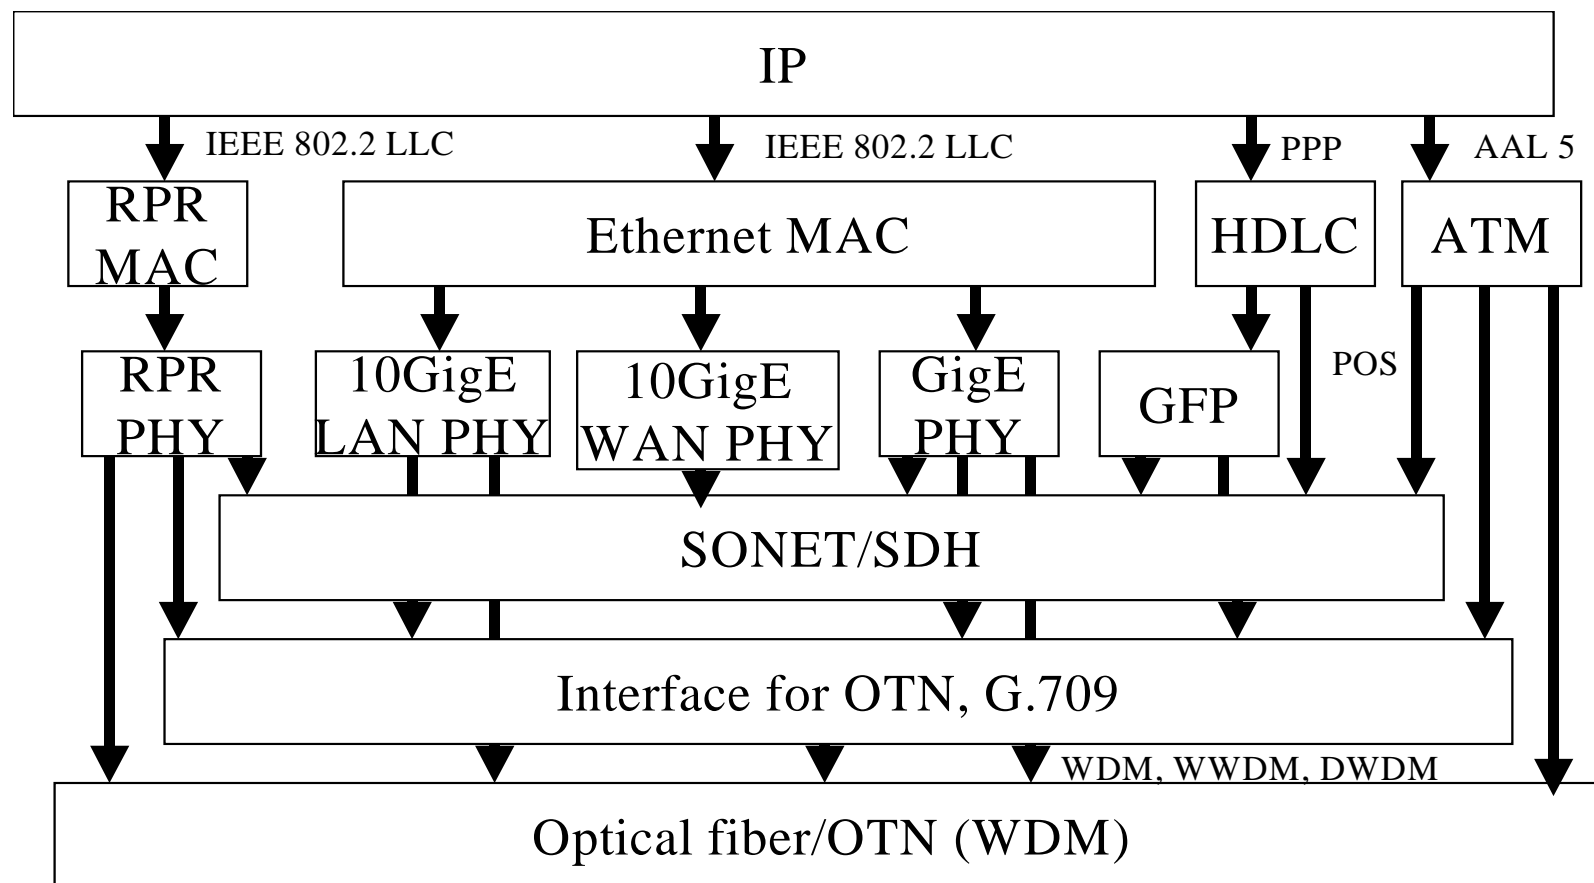 IP
IEEE 802.2 LLC
IEEE 802.2 LLC
PPP
AAL 5
RPR
MAC
Ethernet MAC
HDLC
ATM
RPR
PHY
10GigE
LAN PHY
10GigE
WAN PHY
GigE
PHY
GFP
POS
SONET/SDH
Interface for OTN, G.709
WDM, WWDM, DWDM
Optical fiber/OTN (WDM)